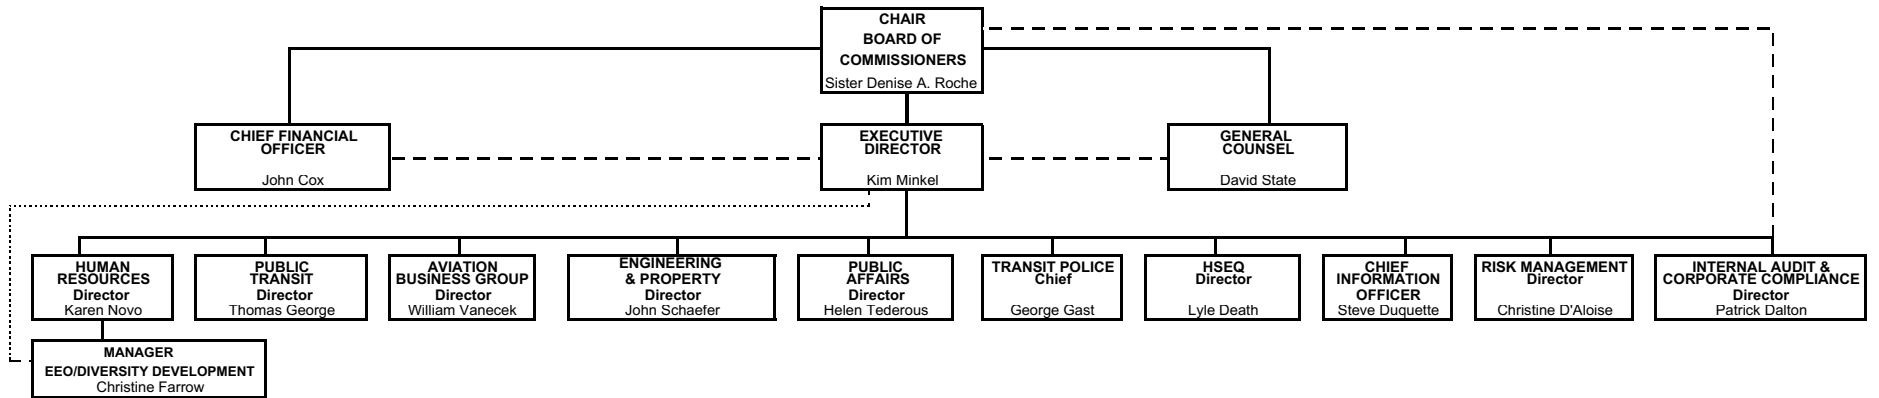 CHAIR
BOARD OF
COMMISSIONERS
Sister Denise A. Roche
CHIEF FINANCIAL
OFFICER
John Cox
EXECUTIVE
DIRECTOR
Kim Minkel
GENERAL
COUNSEL
David State
HUMAN
RESOURCES
Director
Karen Novo
PUBLIC
TRANSIT
Director
Thomas George
AVIATION
BUSINESS GROUP
Director
William Vanecek
ENGINEERING
& PROPERTY
Director
John Schaefer
PUBLIC
AFFAIRS
Director
Helen Tederous
TRANSIT POLICE
Chief
George Gast
HSEQ
Director
Lyle Death
CHIEF
INFORMATION
OFFICER
Steve Duquette
RISK MANAGEMENT
Director
Christine D'Aloise
INTERNAL AUDIT &
CORPORATE COMPLIANCE
Director
Patrick Dalton
MANAGER
EEO/DIVERSITY DEVELOPMENT
Christine Farrow